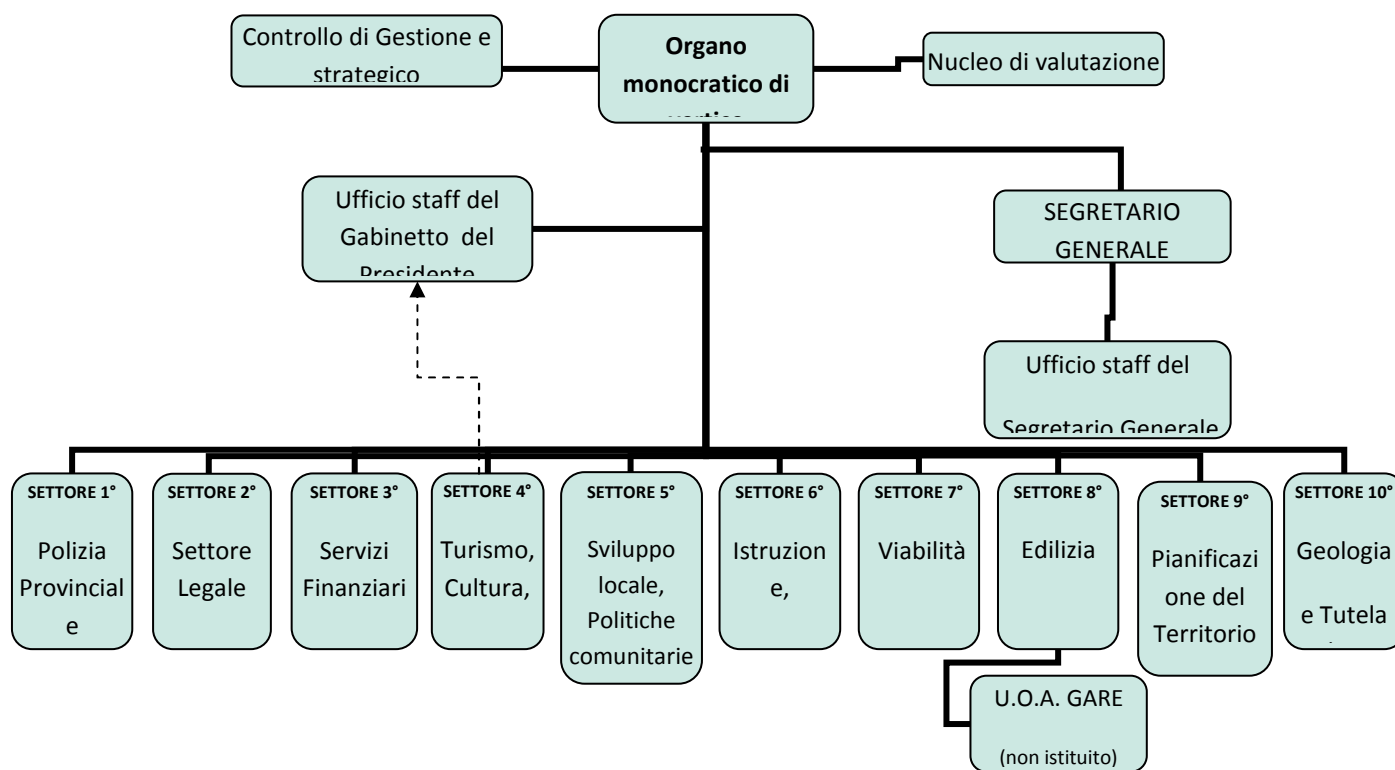 Controllo di Gestione e
strategico
Organo
monocratico di
vertice
Nucleo di valutazione
Ufficio staff del
Gabinetto del
Presidente
SEGRETARIO
GENERALE
Ufficio staff del
Segretario Generale
SETTORE 1°
Polizia
Provincial
e
SETTORE 2°
Settore
Legale
SETTORE 3°
Servizi
Finanziari
SETTORE 4°
Turismo,
Cultura,
SETTORE 5°
Sviluppo
locale,
Politiche
comunitarie
SETTORE 6°
Istruzion
e,
SETTORE 7°
Viabilità
SETTORE 8°
Edilizia
SETTORE 9°
Pianificazi
one del
Territorio
SETTORE 10°
Geologia
e Tutela
U.O.A. GARE
(non istituito)